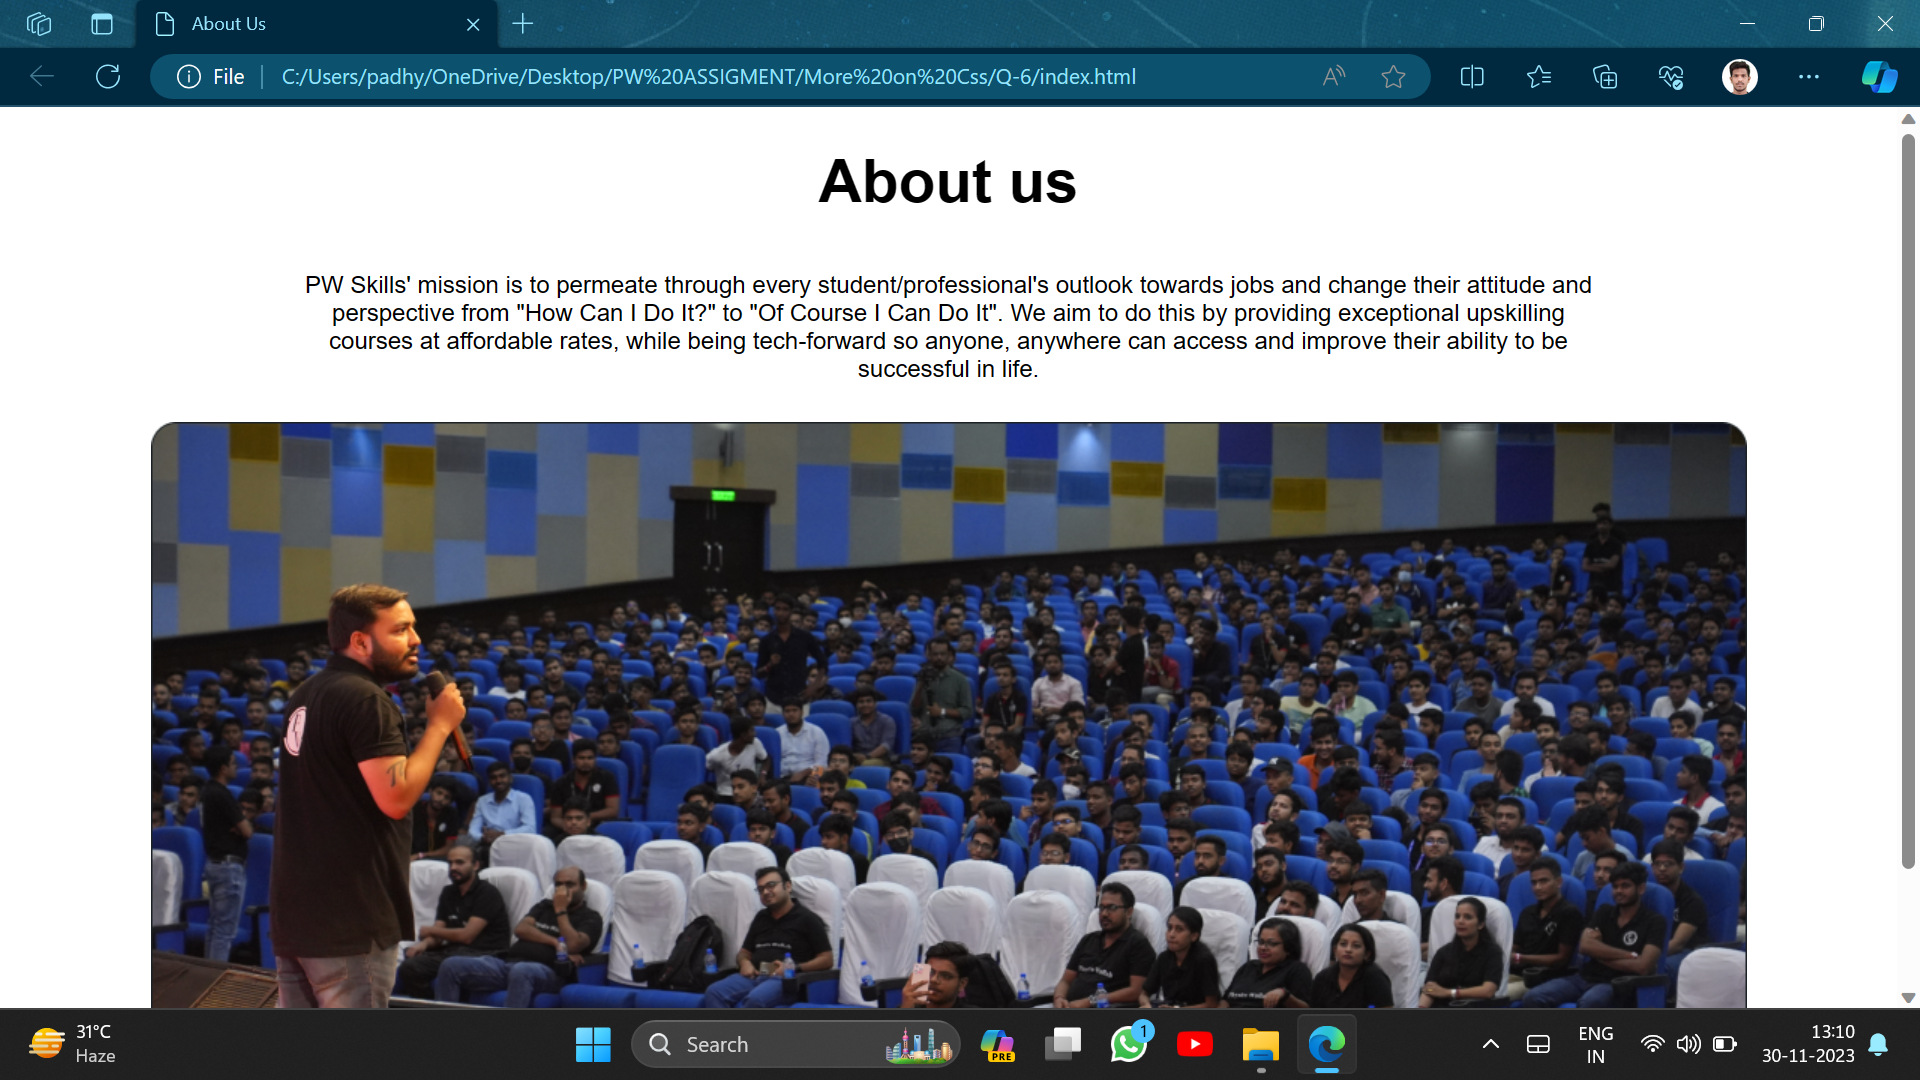 About Us
File
C:/Users/padhy/OneDrive/Desktop/PW%20ASSIGMENT/More%20on%20Css/Q-6/index.html
About us
PW Skills' mission is to permeate through every student/professional's outlook towards jobs and change their attitude and
perspective from "How Can I Do It?" to "Of Course I Can Do It". We aim to do this by providing exceptional upskilling
courses at affordable rates, while being tech-forward so anyone, anywhere can access and improve their ability to be
successful in life.
31°C
Haze
Search
PRE
1
ENG
IN
13:10
30-11-2023